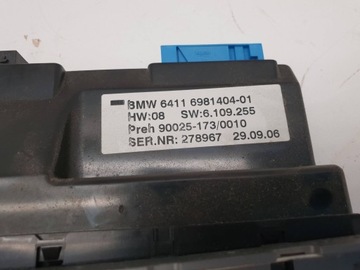 BMW 6411 6981404-01
HW:08 SW:6.109.255
Preh 90025-173/0010
SER.NR: 278967 29.09.06